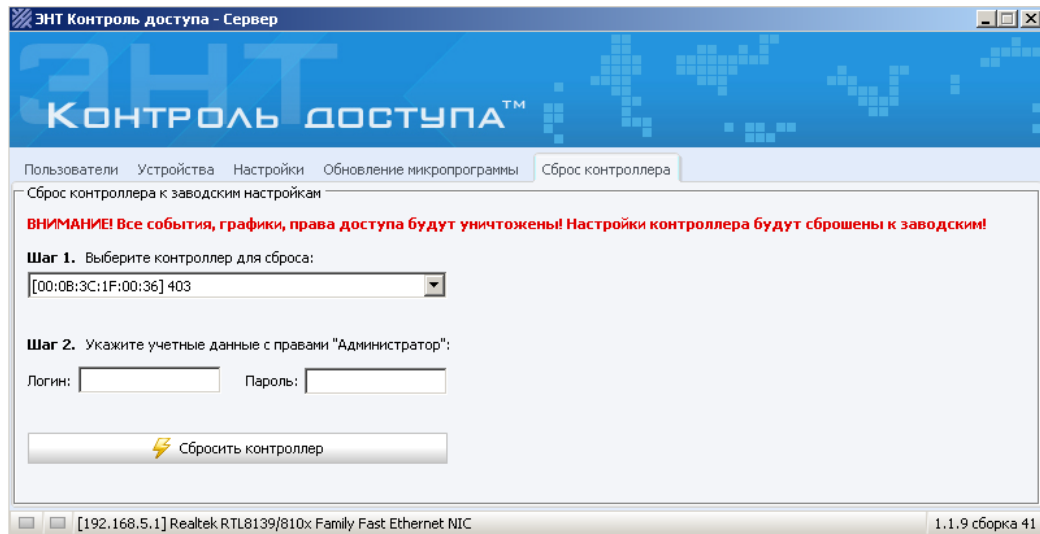 ЭНТ Контроль доступа - Сервер
ЭНТ
КОНТРОЛЬ ДОСТУПА™
Пользователи Устройства Настройки Обновление микропрограммы Сброс контроллера
Сброс контроллера к заводским настройкам
ВНИМАНИЕ! Все события, графики, права доступа будут уничтожены! Настройки контроллера будут сброшены к заводским!
Шаг 1. Выберите контроллер для сброса:
[00:0B:3C:1F:00:36] 403
Шаг 2. Укажите учетные данные с правами "Администратор":
Логин: Пароль:
Сбросить контроллер
[192.168.5.1] Realtek RTL8139/810x Family Fast Ethernet NIC 1.1.9 сборка 41